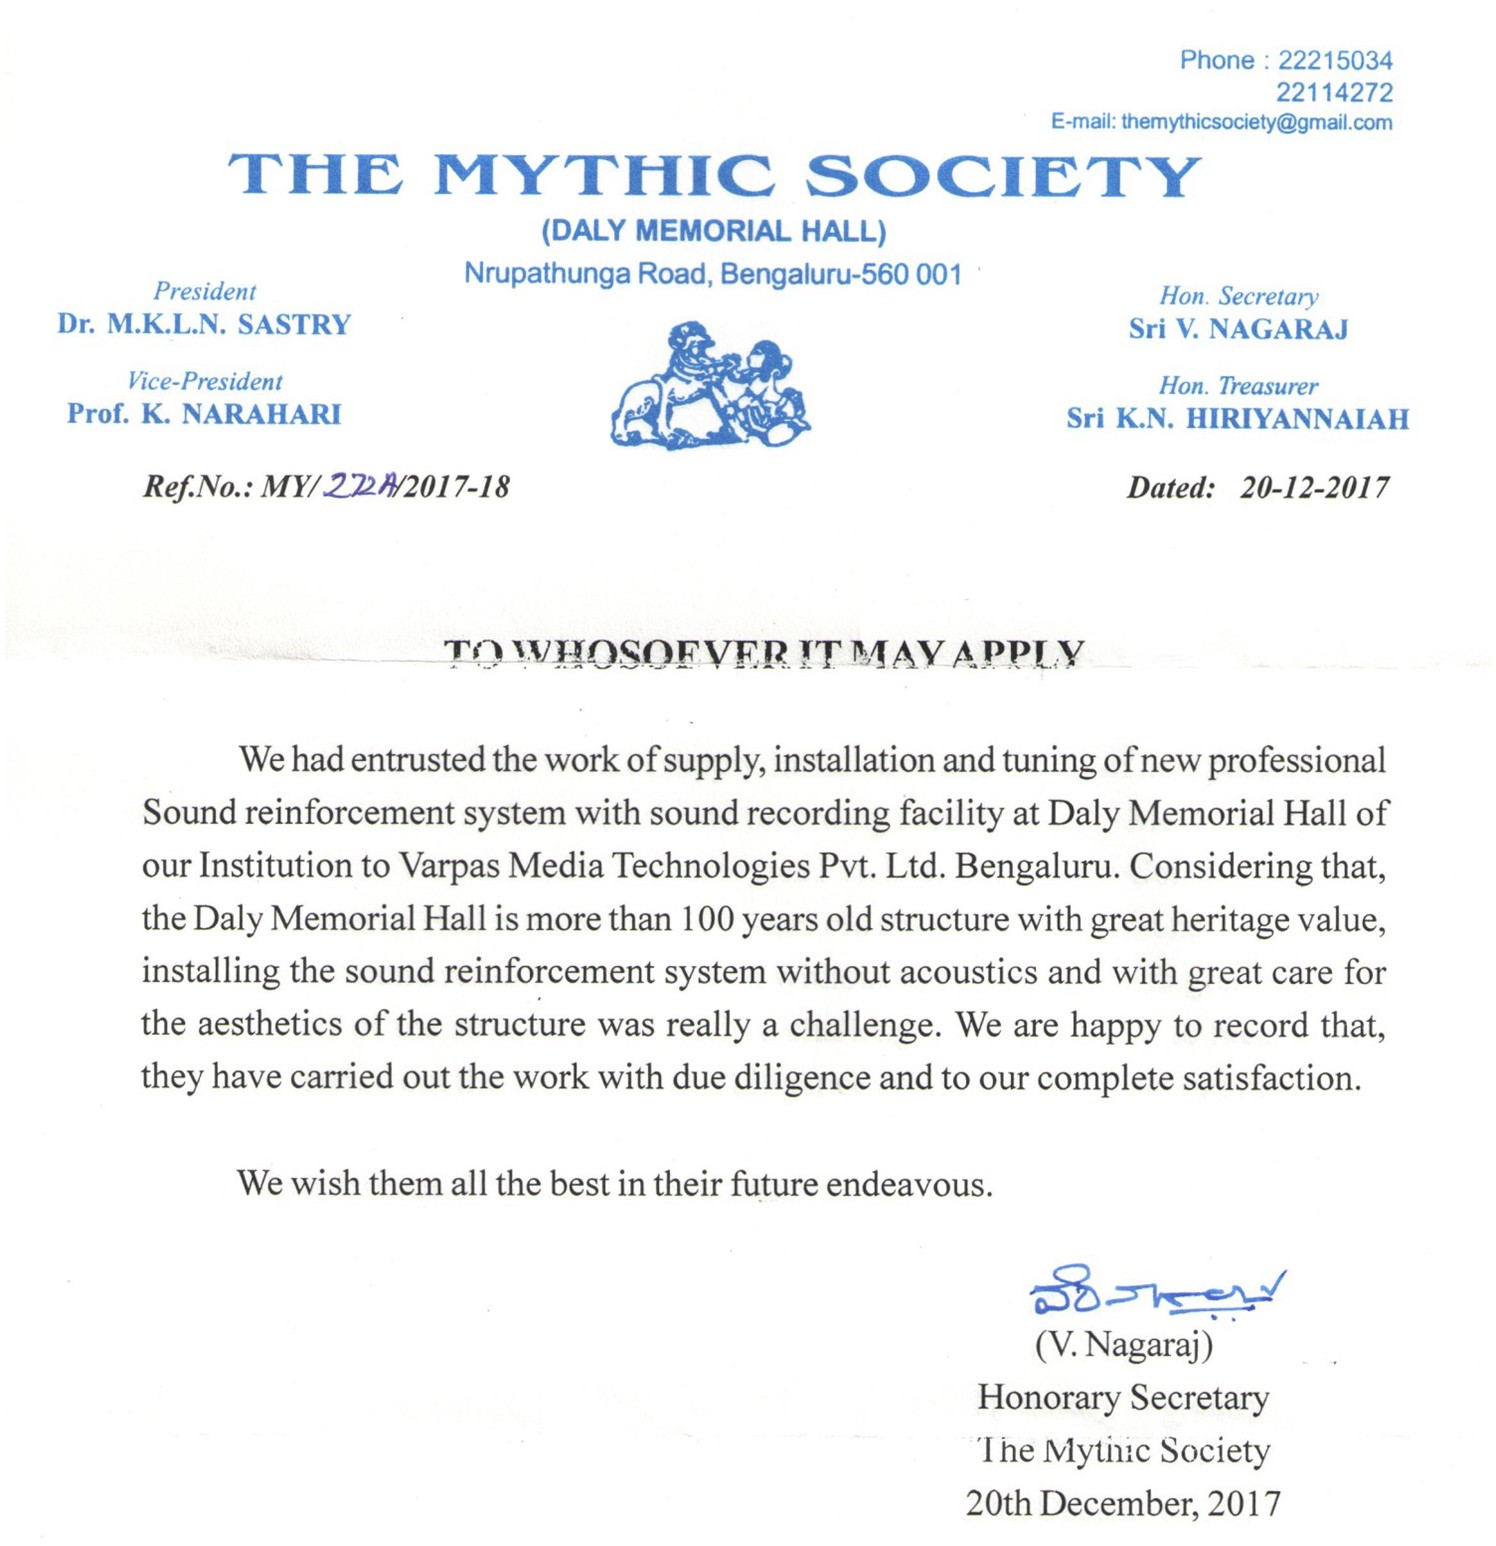 Phone : 22215034
22114272
E-mail: themythicsociety@gmail.com
THE MYTHIC SOCIETY
(DALY MEMORIAL HALL)
Nrupathunga Road, Bengaluru-560 001
President
Dr. M.K.L.N. SASTRY
Vice-President
Prof. K. NARAHARI
Hon. Secretary
Sri V. NAGARAJ
Hon. Treasurer
Sri K.N. HIRIYANNAIAH
Ref.No.: MY/272A/2017-18
Dated: 20-12-2017
TO WHOSOEVER IT MAY APPLY
We had entrusted the work of supply, installation and tuning of new professional
Sound reinforcement system with sound recording facility at Daly Memorial Hall of
our Institution to Varpas Media Technologies Pvt. Ltd. Bengaluru. Considering that,
the Daly Memorial Hall is more than 100 years old structure with great heritage value,
installing the sound reinforcement system without acoustics and with great care for
the aesthetics of the structure was really a challenge. We are happy to record that,
they have carried out the work with due diligence and to our complete satisfaction.
We wish them all the best in their future endeavous.
(V. Nagaraj)
Honorary Secretary
The Mythic Society
20th December, 2017